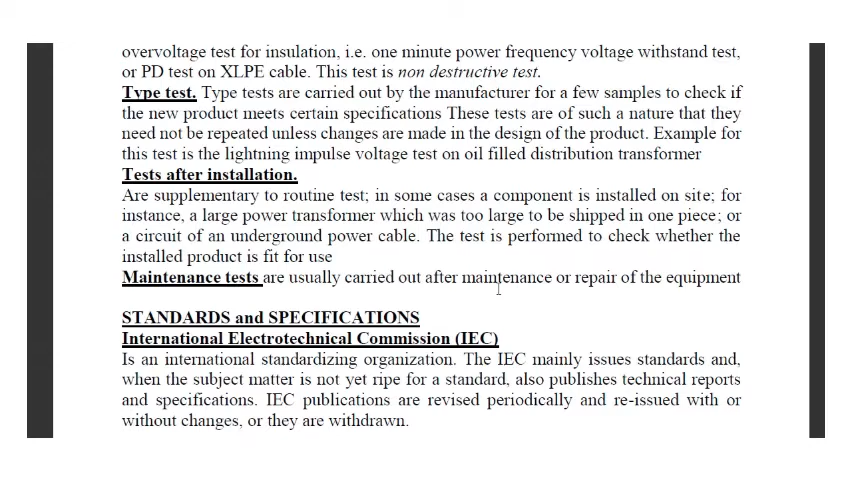 overvoltage test for insulation, i.e. one minute power frequency voltage withstand test,
or PD test on XLPE cable. This test is non destructive test.
Type test. Type tests are carried out by the manufacturer for a few samples to check if
the new product meets certain specifications These tests are of such a nature that they
need not be repeated unless changes are made in the design of the product. Example for
this test is the lightning impulse voltage test on oil filled distribution transformer
Tests after installation.
Are supplementary to routine test; in some cases a component is installed on site; for
instance, a large power transformer which was too large to be shipped in one piece; or
a circuit of an underground power cable. The test is performed to check whether the
installed product is fit for use
Maintenance tests are usually carried out after maintenance or repair of the equipment
STANDARDS and SPECIFICATIONS
International Electrotechnical Commission (IEC)
Is an international standardizing organization. The IEC mainly issues standards and,
when the subject matter is not yet ripe for a standard, also publishes technical reports
and specifications. IEC publications are revised periodically and re-issued with or
without changes, or they are withdrawn.